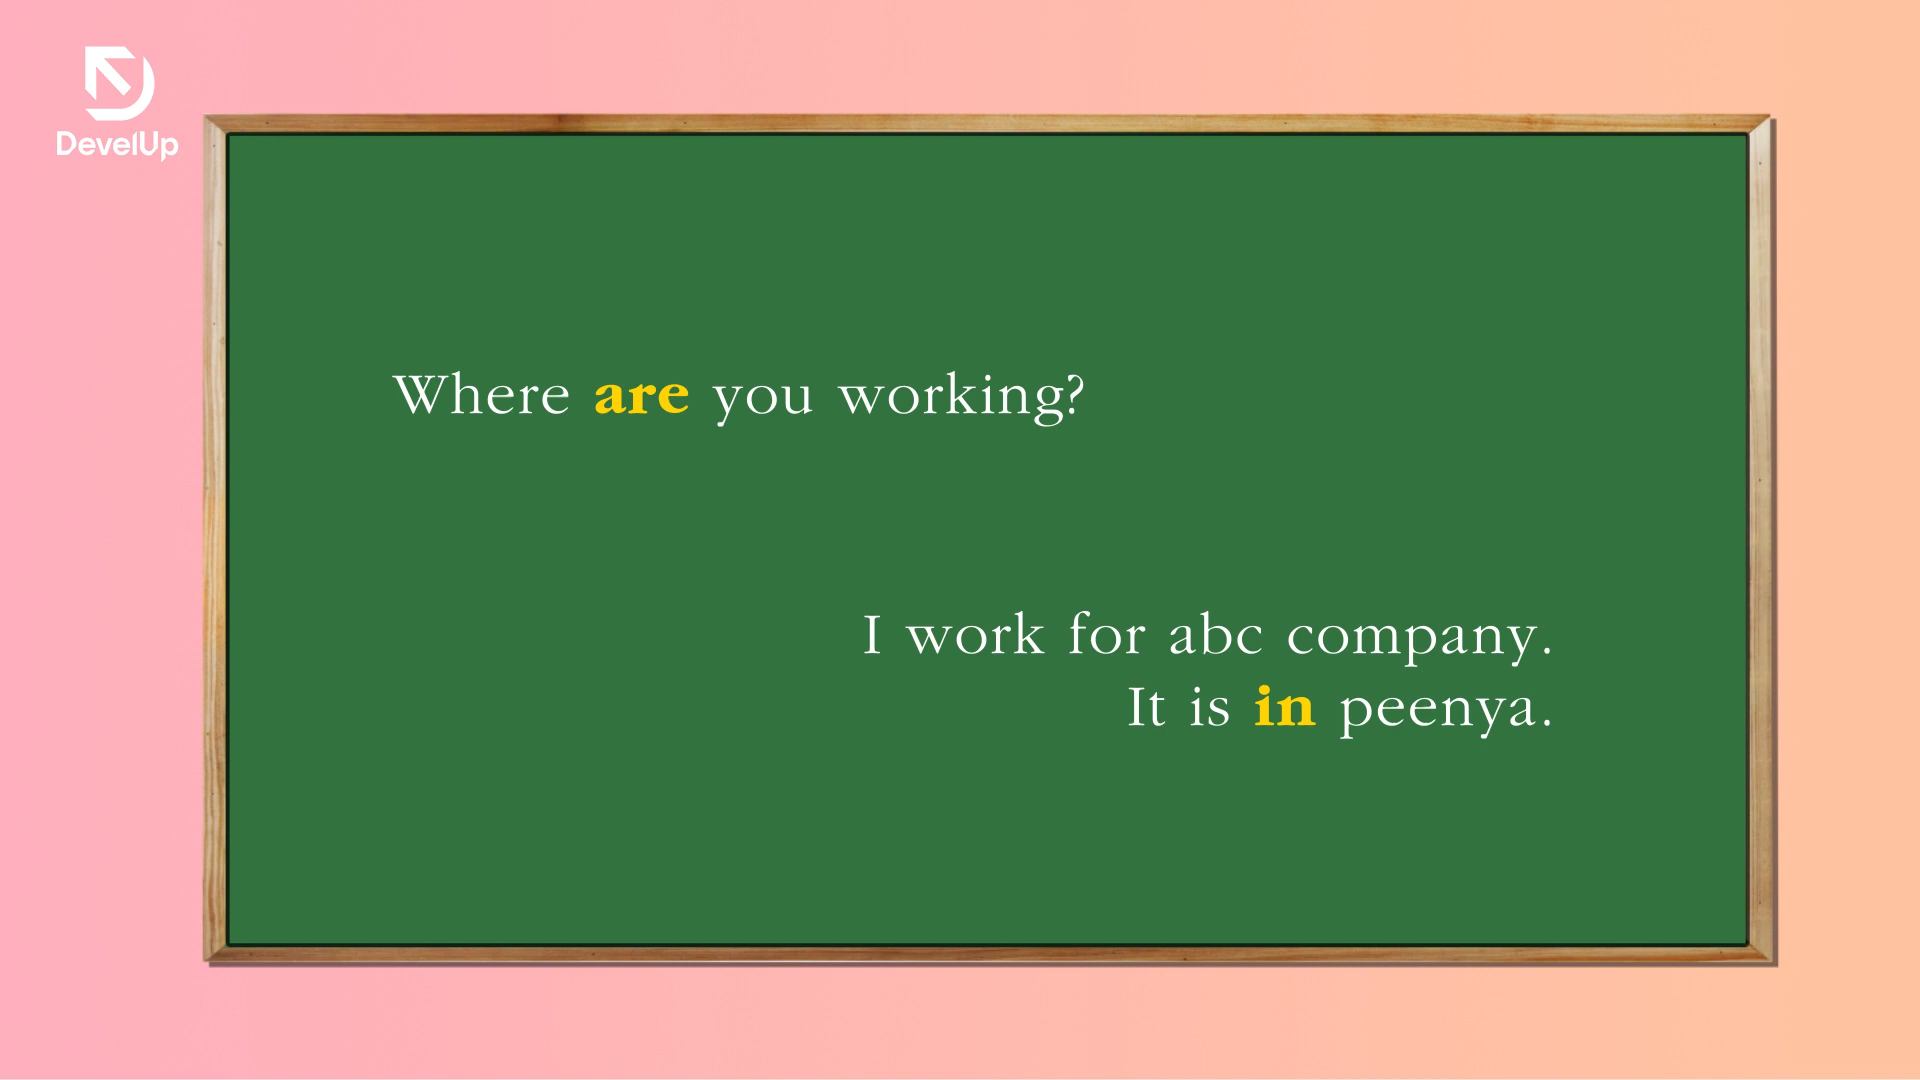 DevelUp
Where are you working?
I work for abc company.
It is in peenya.